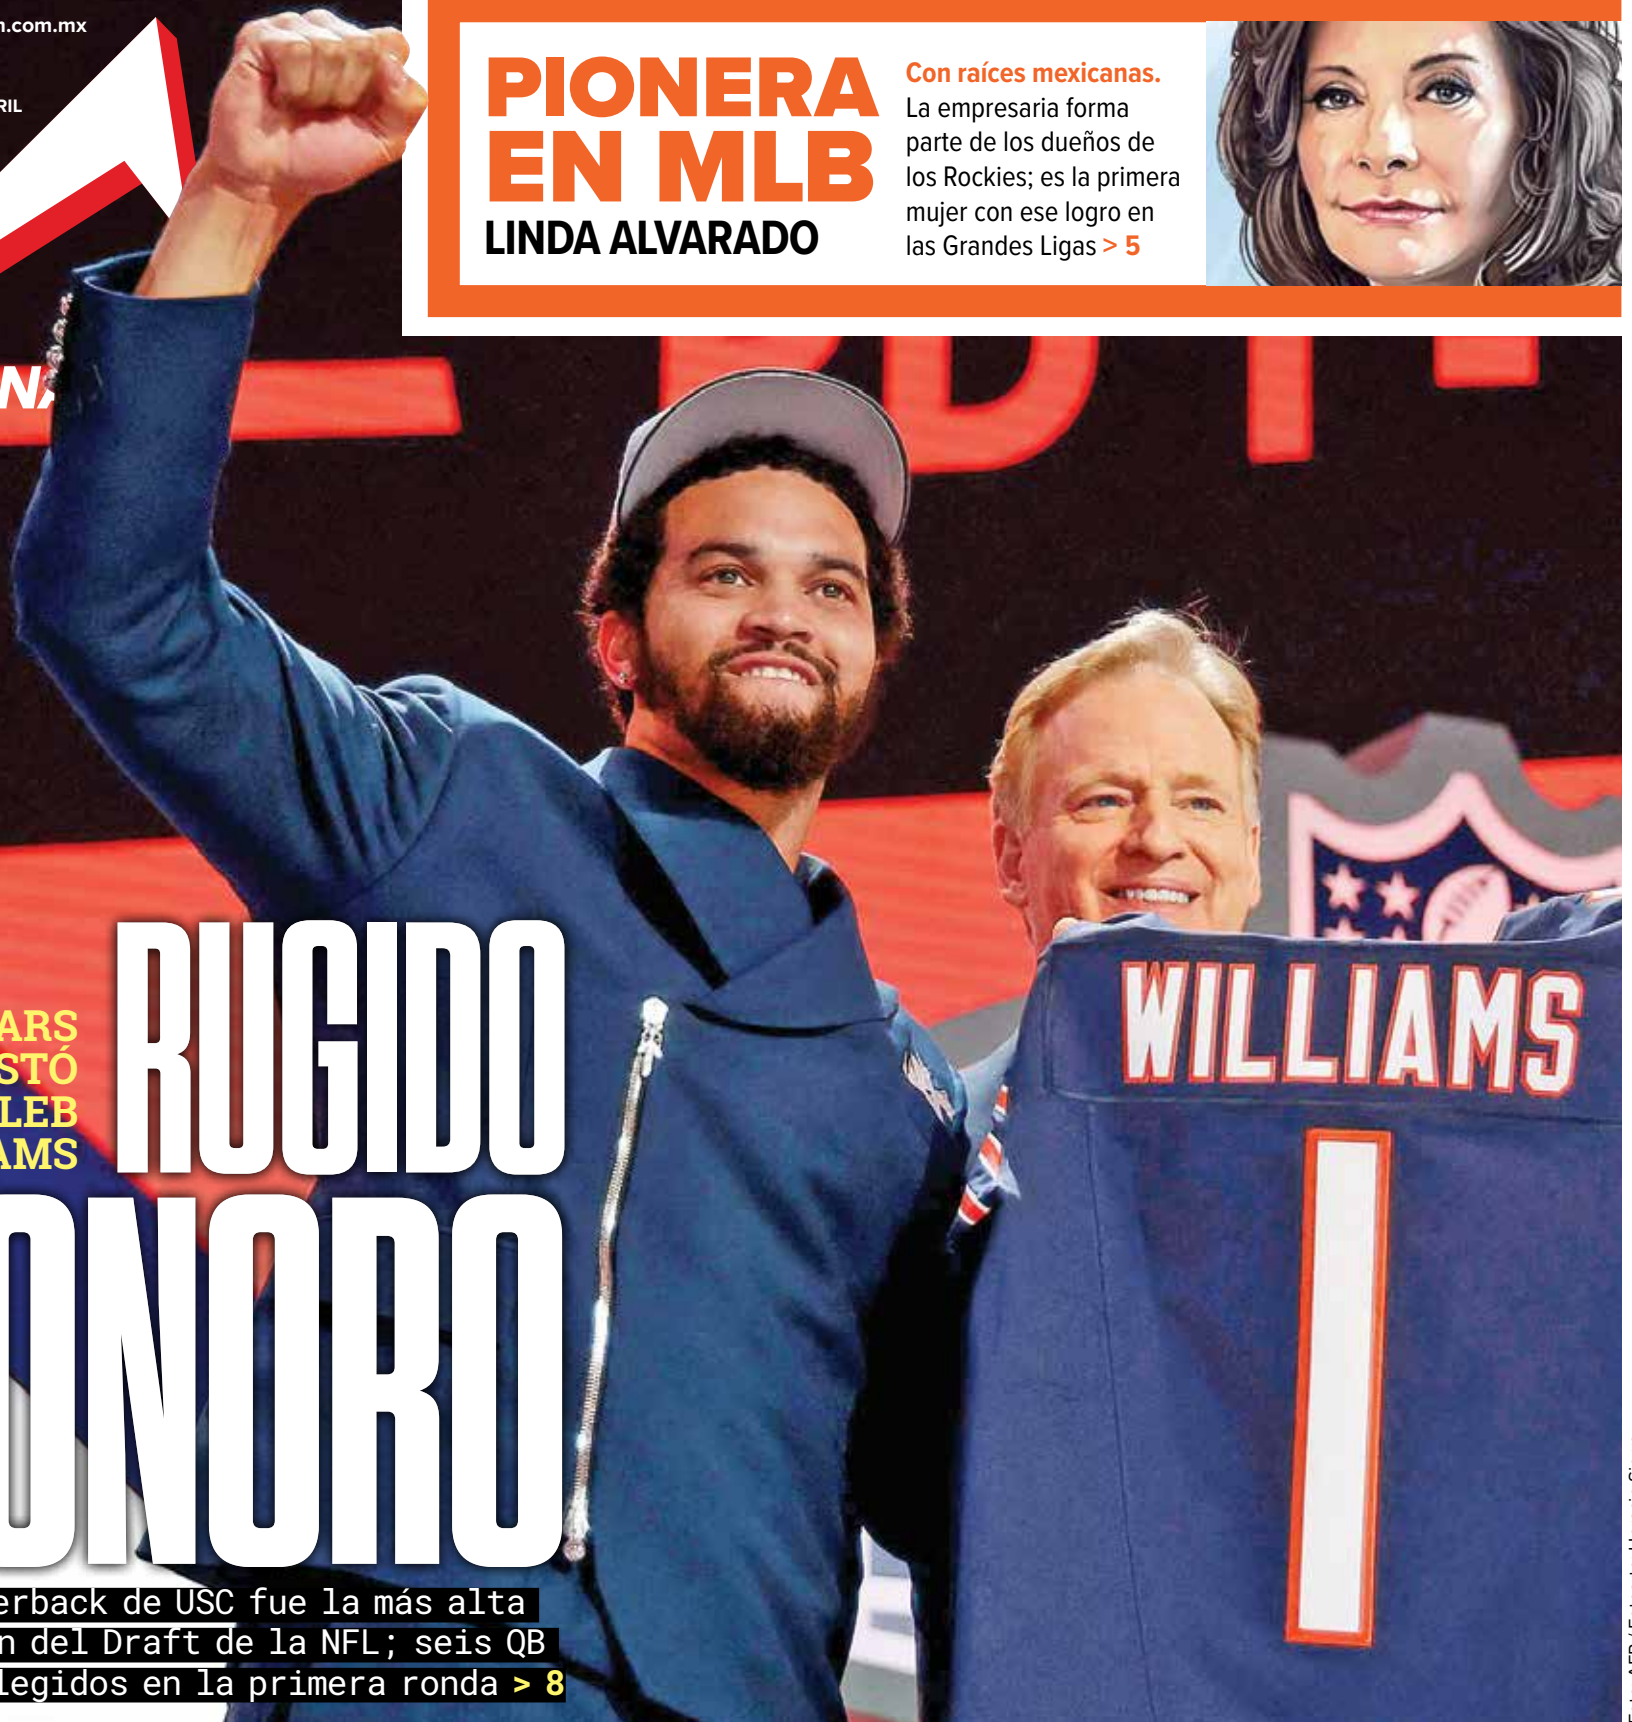 n.com.mx
RIL
PIONERA
EN MLB
LINDA ALVARADO
Con raíces mexicanas.
La empresaria forma
parte de los dueños de
los Rockies; es la primera
mujer con ese logro en
las Grandes Ligas > 5
WILLIAMS
1
ARS
STÓ
LEB
AMS
RUGIDO
ONORO
erback de USC fue la más alta
n del Draft de la NFL; seis QB
legidos en la primera ronda > 8